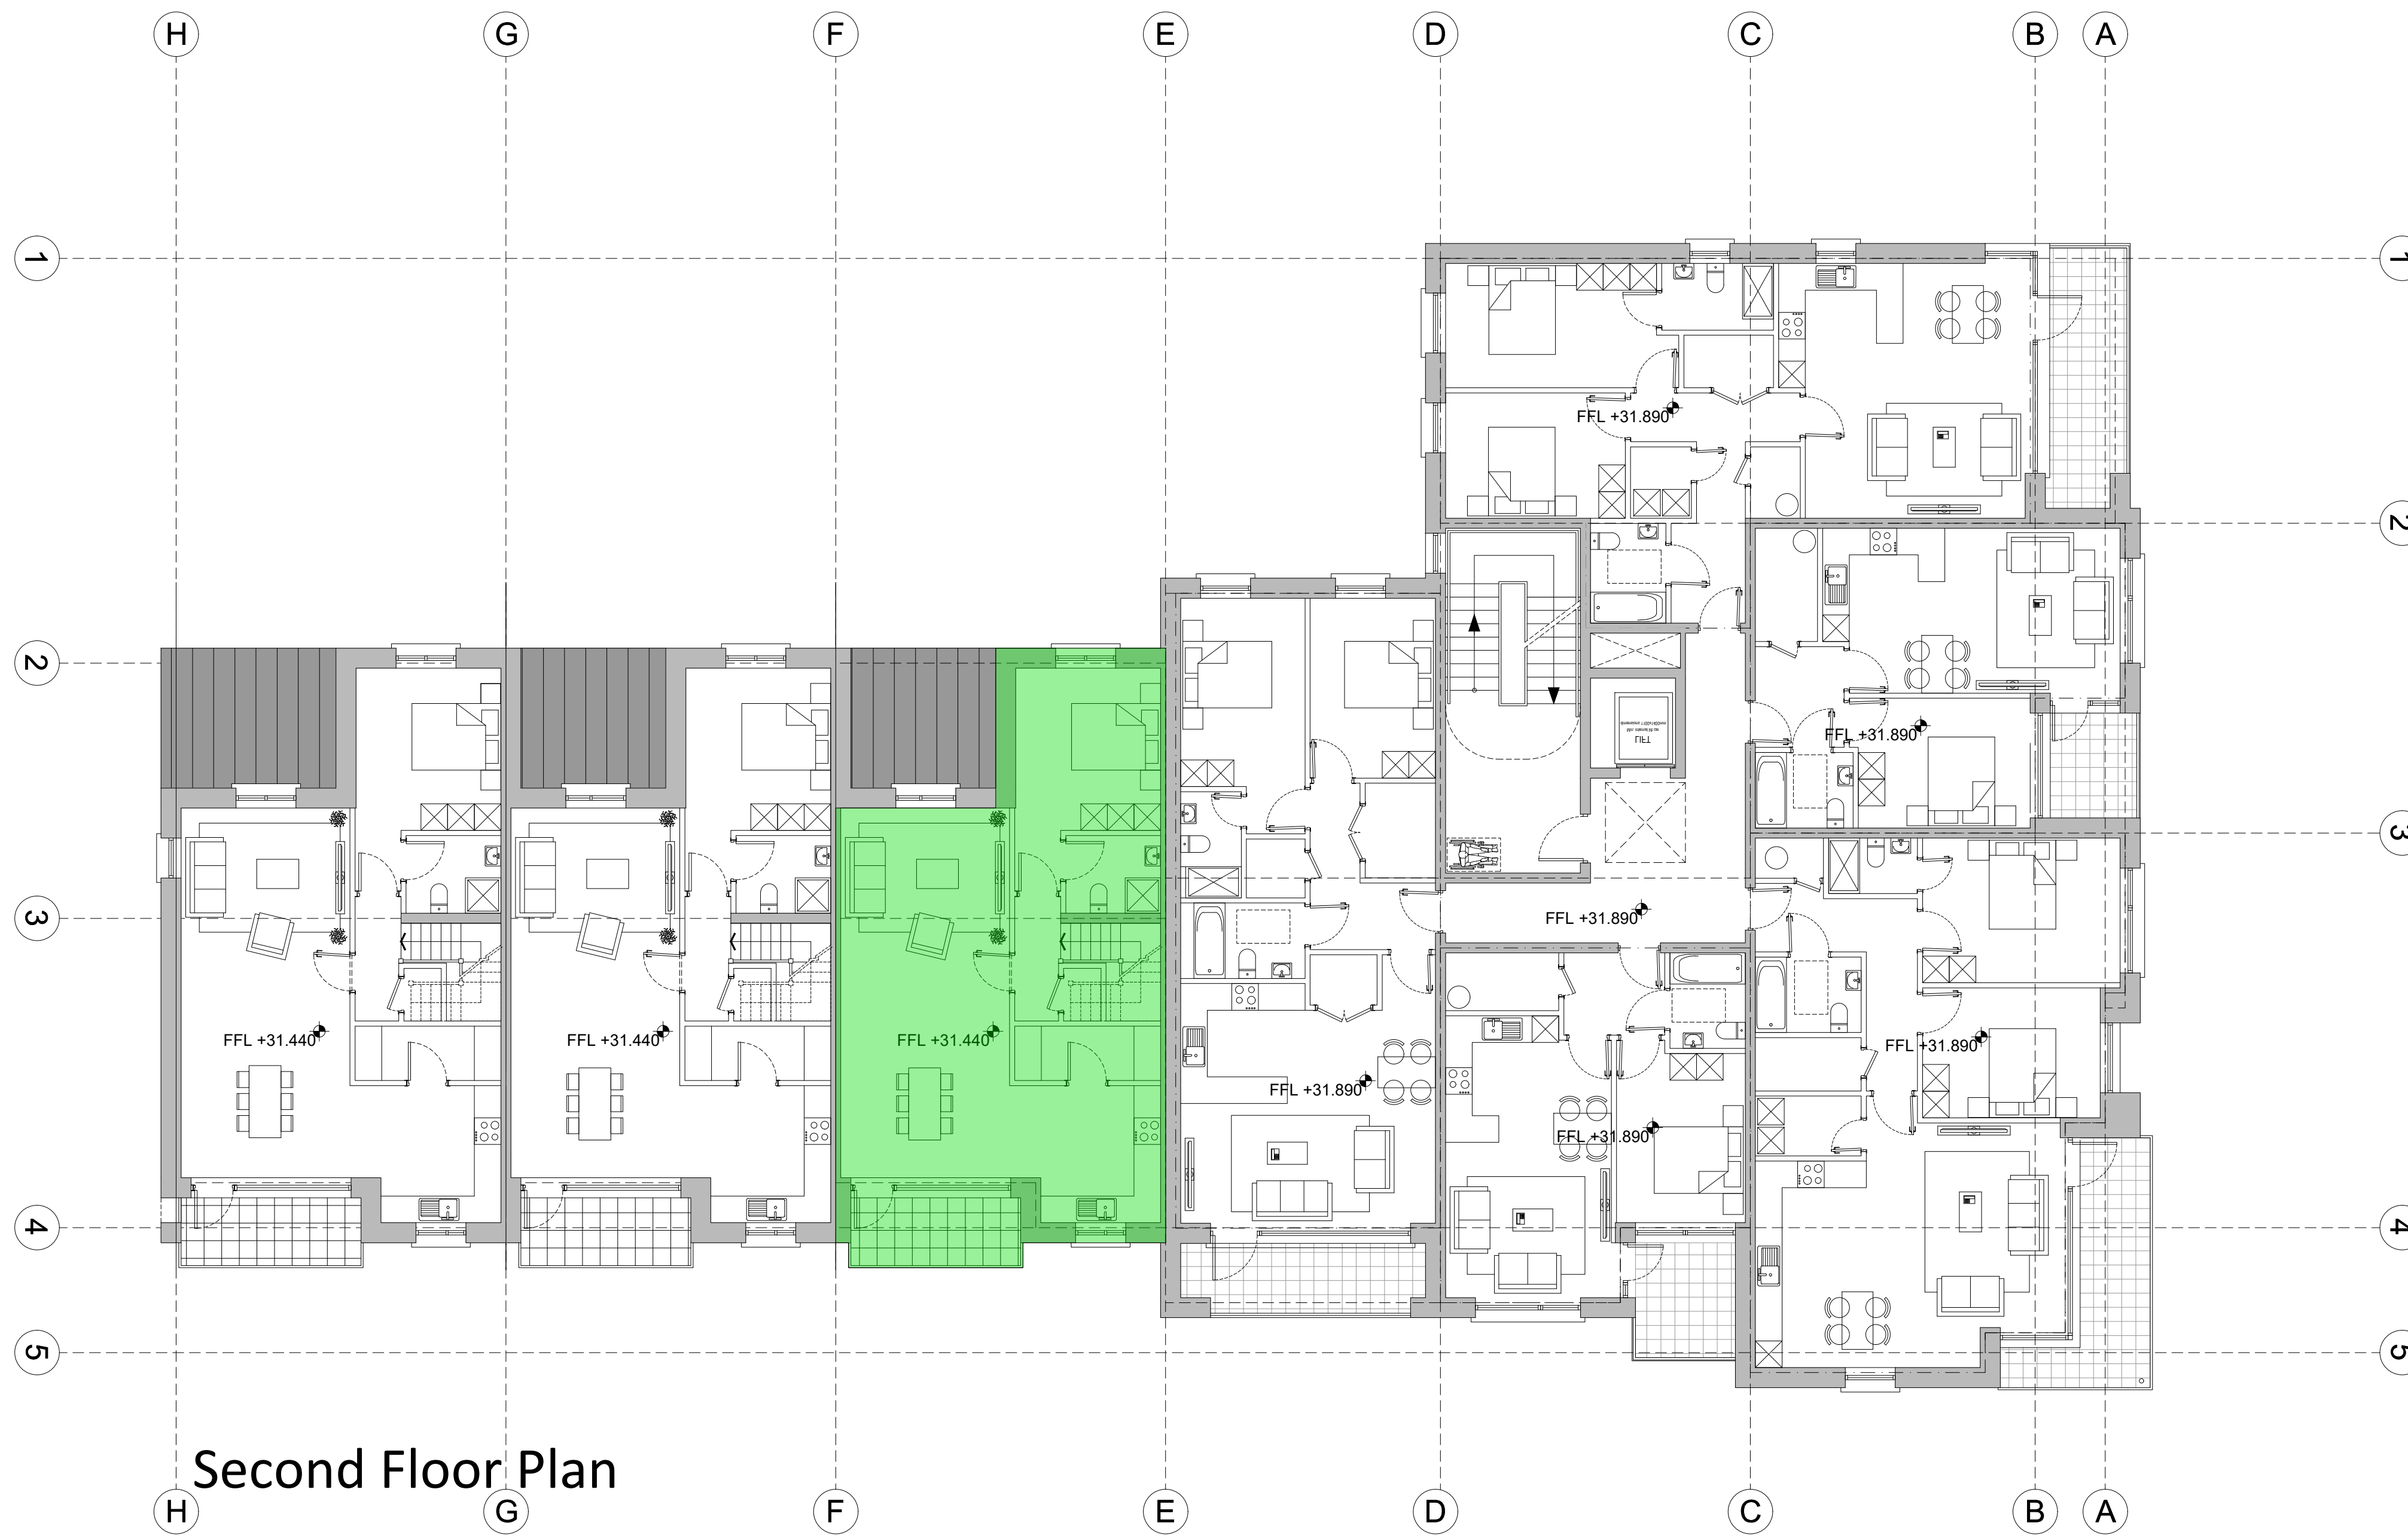 H G F E D C B A
1 1
FFL +31.890
2
FFL +31.890
LIFT
2
3
3
FFL +31.890
FFL +31.440 FFL +31.440 FFL +31.440
FFL +31.890
FFL +31.890
FFL +31.890
4 4
5 5
Second Floor Plan
H G F E D C B A